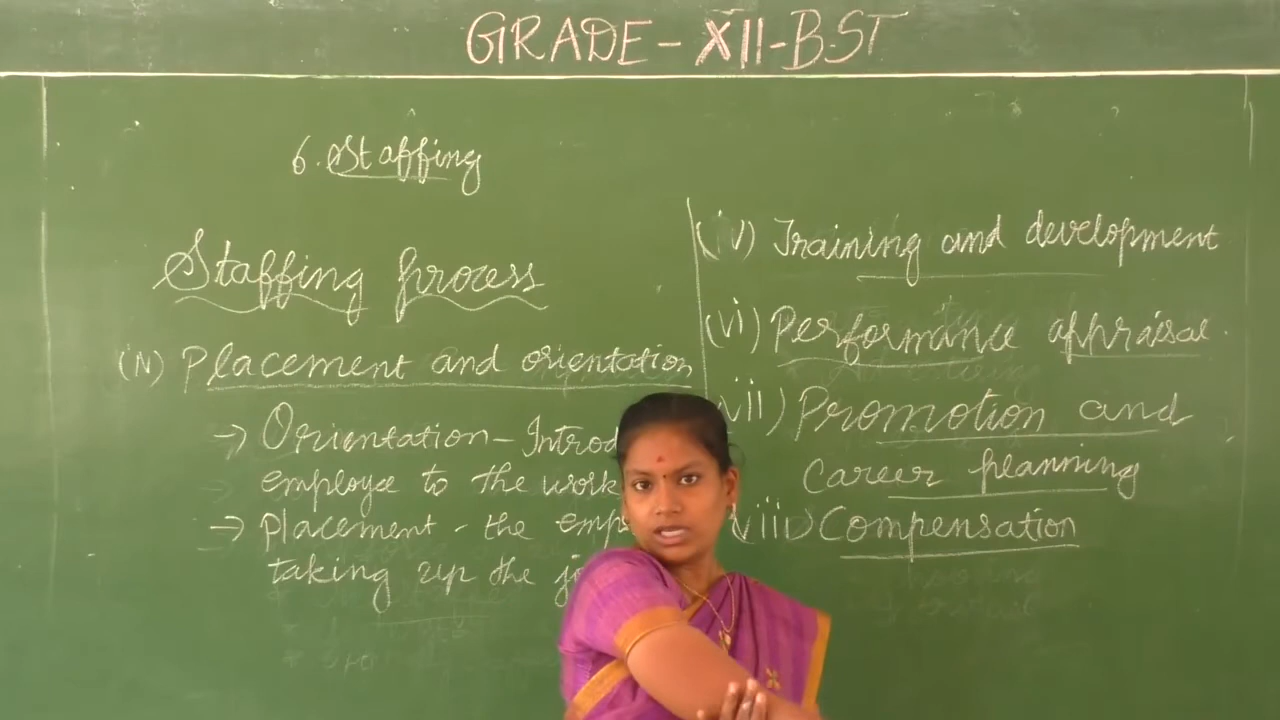 GRADE-XII-B.ST
6. Staffing
Staffing process
(iv) Placement and orientation
→ Orientation - Introd
employee to the work
→ Placement - the emp
taking up the
(v) Training and development
(vi) Performance appraisal.
vii) Promotion and
Career planning
viii) Compensation